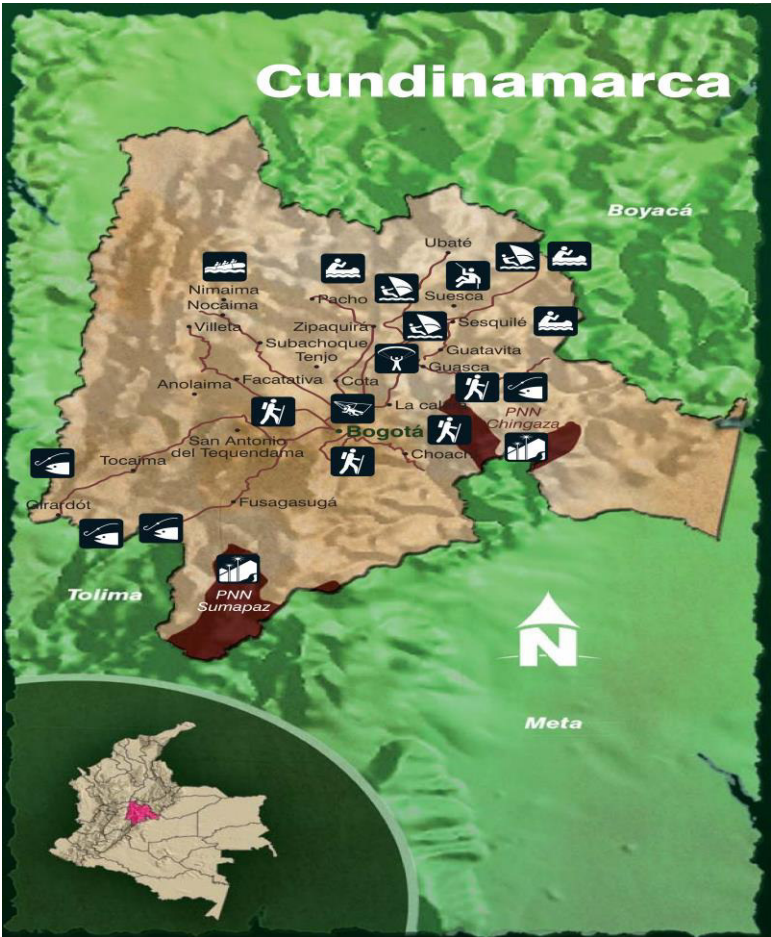 Cundinamarca
Boyacá
Ubaté
Nimaima
Nocaima
Pacho
Suesca
Villeta
Zipaquirá
Sesquilé
Subachoque
Tenjo
Guatavita
Guasca
Anolaima
Facatativa
Cota
La cal
PNN
Chingaza
Bogotá
San Antonio
del Tequendama
Choach
Tocaima
Girardót
Fusagasugá
Tolima
PNN
Sumapaz
N
Meta